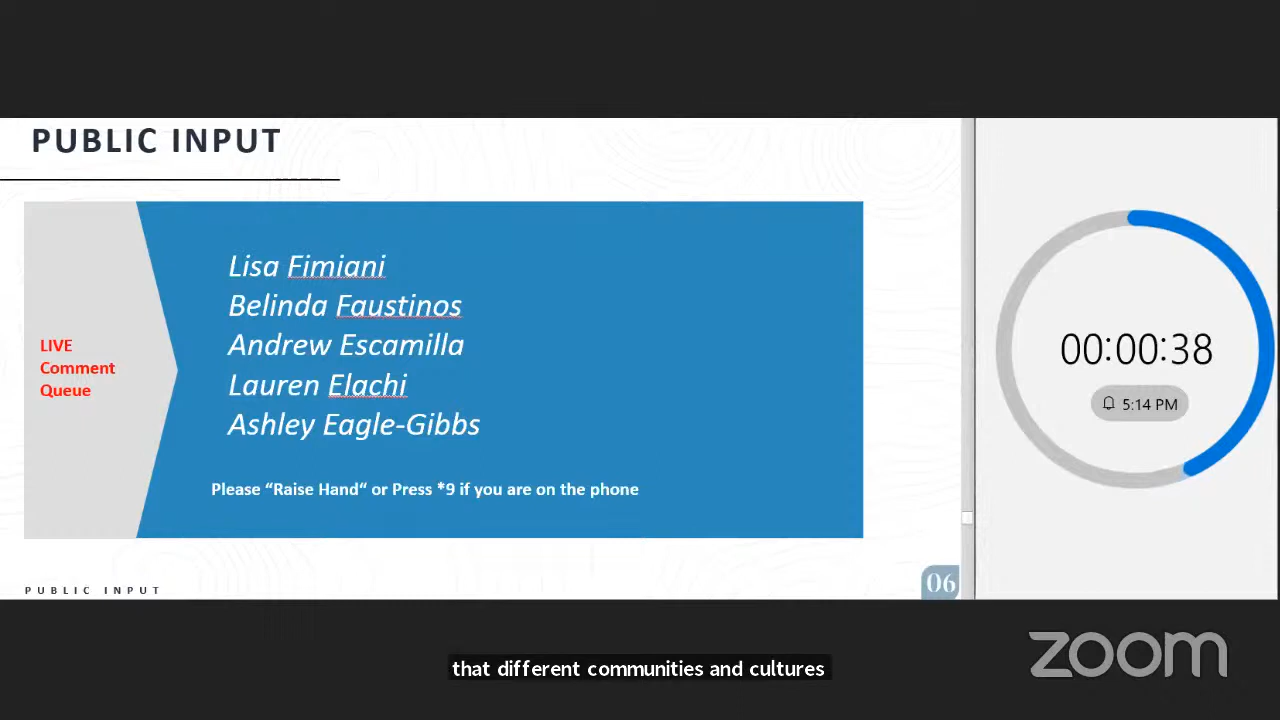 PUBLIC INPUT
LIVE
Comment
Queue
Lisa Fimiani
Belinda Faustinos
Andrew Escamilla
Lauren Elachi
Ashley Eagle-Gibbs
Please “Raise Hand“ or Press *9 if you are on the phone
PUBLIC INPUT
06
00:00:38
5:14 PM
that different communities and cultures
zoom